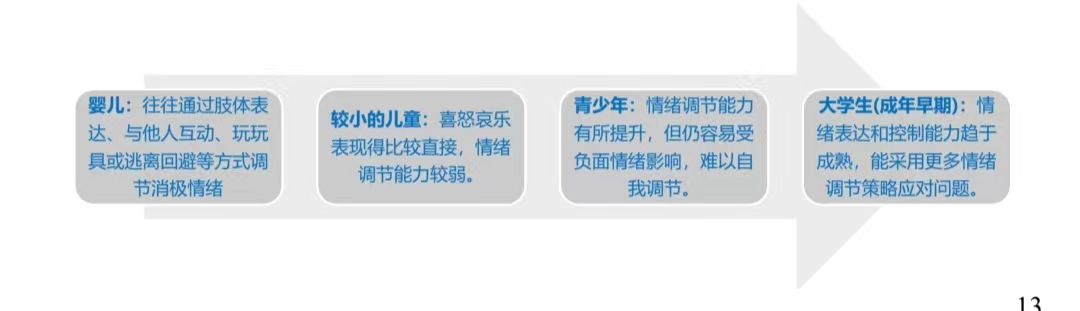 婴儿：往往通过肢体表
达、与他人互动、玩玩
具或逃离回避等方式调
节消极情绪
较小的儿童：喜怒哀乐
表现得比较直接，情绪
调节能力较弱。
青少年：情绪调节能力
有所提升，但仍容易受
负面情绪影响，难以自
我调节。
大学生(成年早期)：情
绪表达和控制能力趋于
成熟，能采用更多情绪
调节策略应对问题。
13